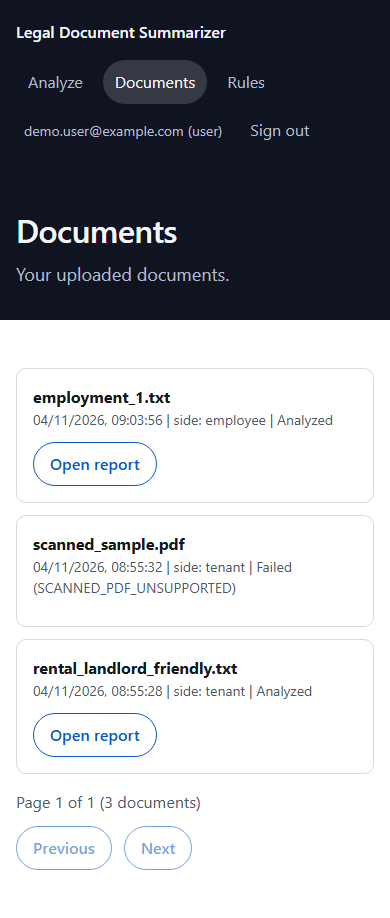 Legal Document Summarizer
Analyze Documents Rules
demo.user@example.com (user) Sign out
Documents
Your uploaded documents.
employment_1.txt
04/11/2026, 09:03:56 | side: employee | Analyzed
Open report
scanned_sample.pdf
04/11/2026, 08:55:32 | side: tenant | Failed
(SCANNED_PDF_UNSUPPORTED)
rental_landlord_friendly.txt
04/11/2026, 08:55:28 | side: tenant | Analyzed
Open report
Page 1 of 1 (3 documents)
Previous Next